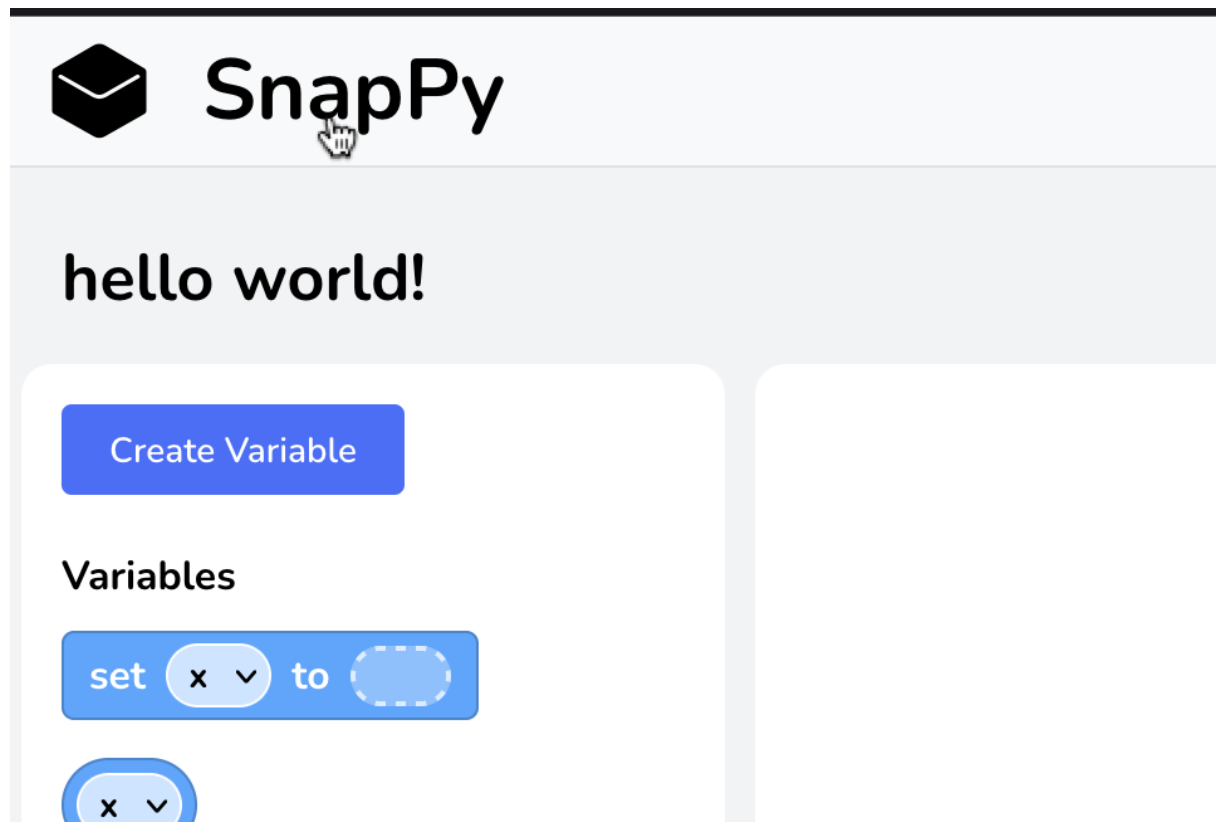 SnapPy
hello world!
Create Variable
Variables
set x to
x